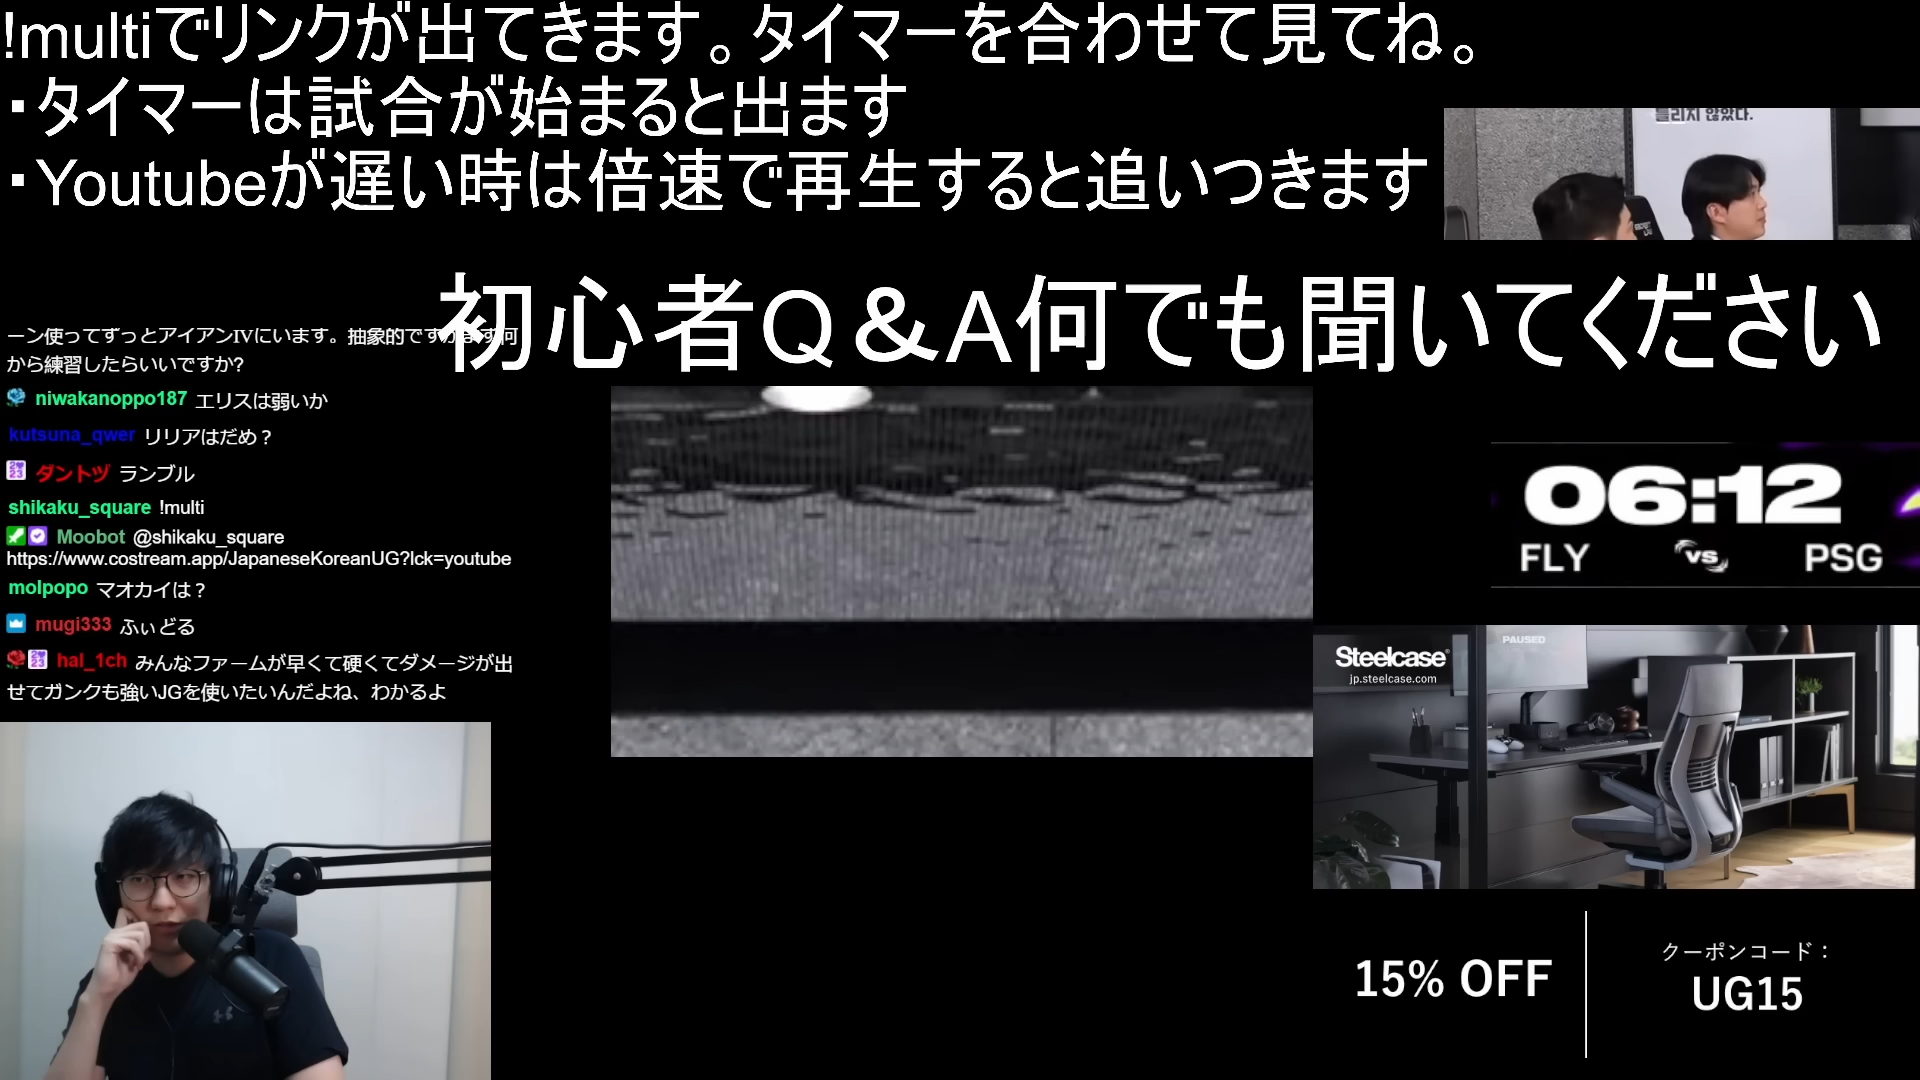 !multiでリンクが出てきます。タイマーを合わせて見てね。
・タイマーは試合が始まると出ます
・Youtubeが遅い時は倍速で再生すると追いつきます
않았다.
初心者Q＆A何でも聞いてください
ーン使ってずっとアイアンIVにいます。抽象的ですが
から練習したらいいですか?
niwakanoppo187 エリスは弱いか
kutsuna_qwer リリアはだめ？
ダントヅ ランブル
shikaku_square !multi
Moobot @shikaku_square
https://www.costream.app/JapaneseKoreanUG?lck=youtube
molpopo マオカイは？
mugi333 ふぃどる
hal_1ch みんなファームが早くて硬くてダメージが出
せてガンクも強いJGを使いたいんだよね、わかるよ
06:12
FLY vs PSG
Steelcase
jp.steelcase.com
PAUSED
15% OFF
クーポンコード：
UG15